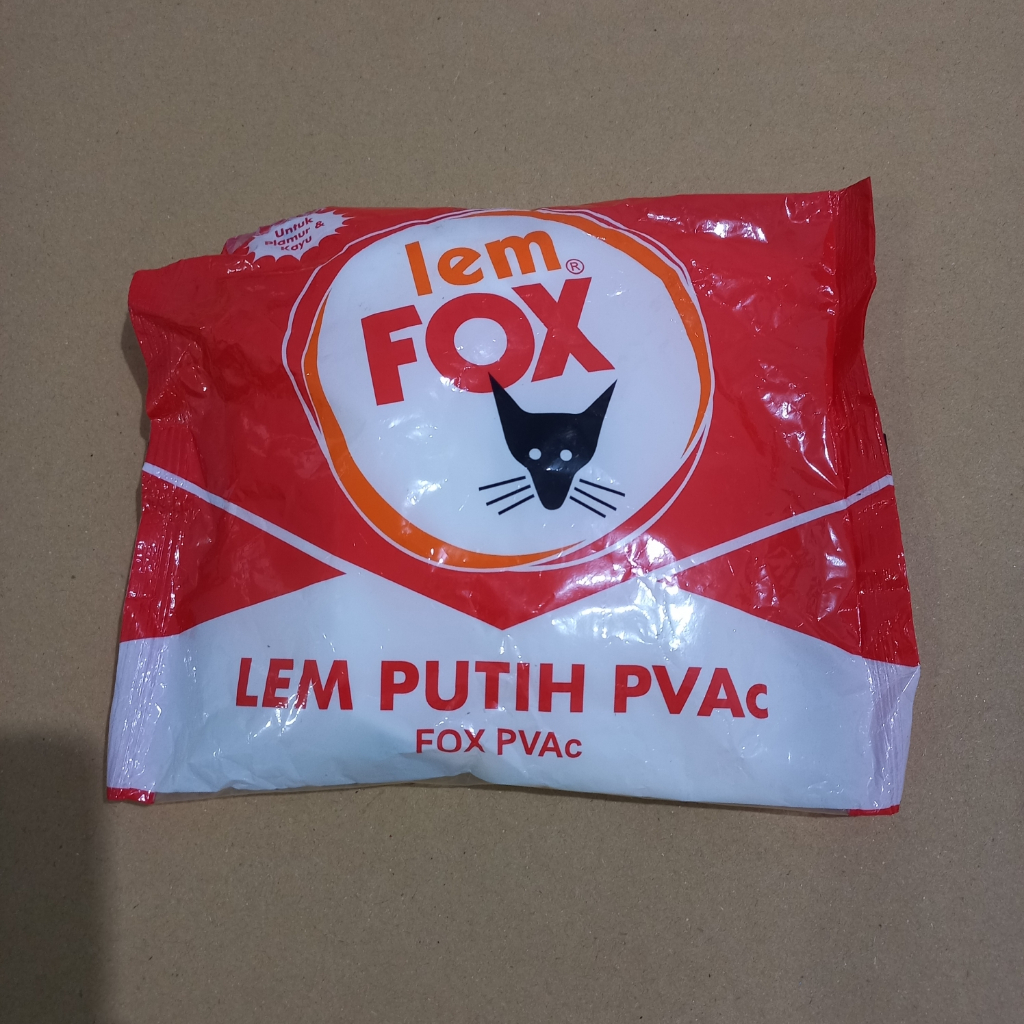 Untuk
Plamur &
Kayu
lem
FOX®
LEM PUTIH PVAc
FOX PVAc